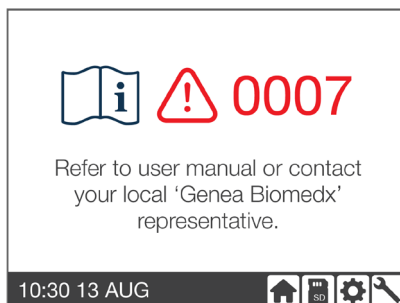 i ! 0007
Refer to user manual or contact
your local ‘Genea Biomedx’
representative.
10:30 13 AUG SD